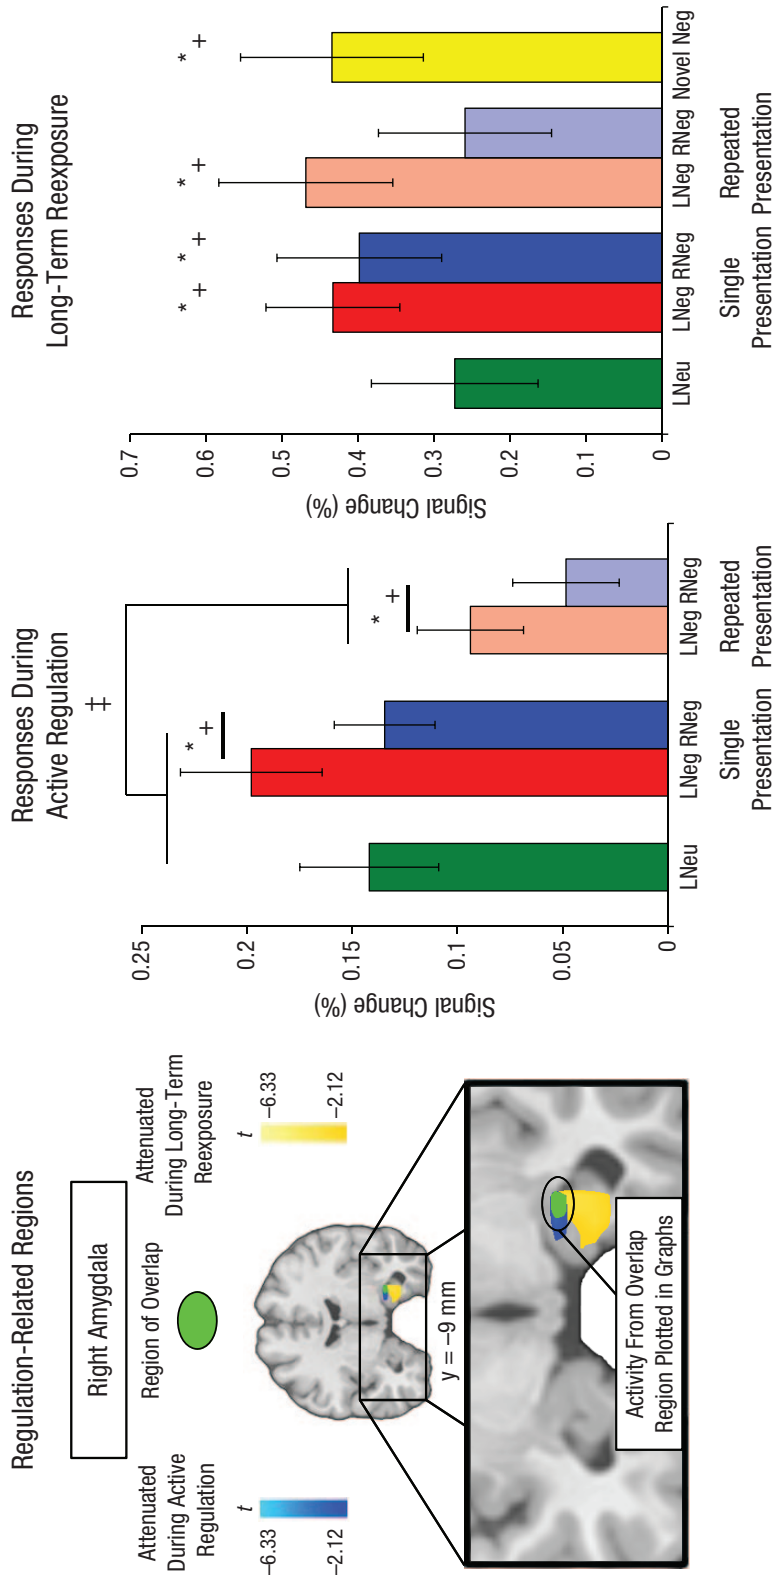 Regulation-Related Regions
Right Amygdala
Attenuated
During Active
Regulation
t
−6.33
−2.12
Region of Overlap
Attenuated
During Long-Term
Reexposure
t
−6.33
−2.12
y = −9 mm
Activity From Overlap
Region Plotted in Graphs
Responses During
Active Regulation
Signal Change (%)
0.25
0.2
0.15
0.1
0.05
0
‡
* +
* +
LNeu
LNeg RNeg
LNeg RNeg
Single
Presentation
Repeated
Presentation
Responses During
Long-Term Reexposure
Signal Change (%)
0.7
0.6
0.5
0.4
0.3
0.2
0.1
0
* +
* +
* +
* +
LNeu
LNeg RNeg
LNeg RNeg
Novel Neg
Single
Presentation
Repeated
Presentation